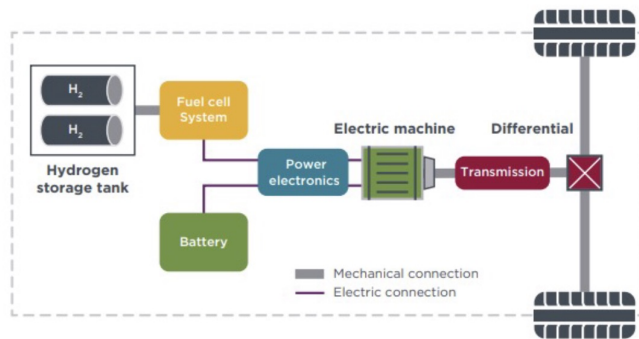 H₂
H₂
Hydrogen
storage tank
Fuel cell
System
Battery
Power
electronics
Electric machine
Transmission
Differential
Mechanical connection
Electric connection